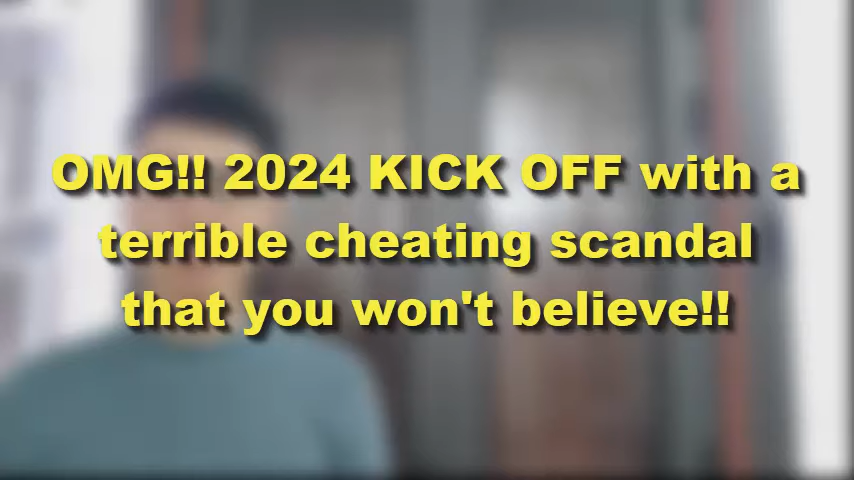 OMG!! 2024 KICK OFF with a
terrible cheating scandal
that you won't believe!!